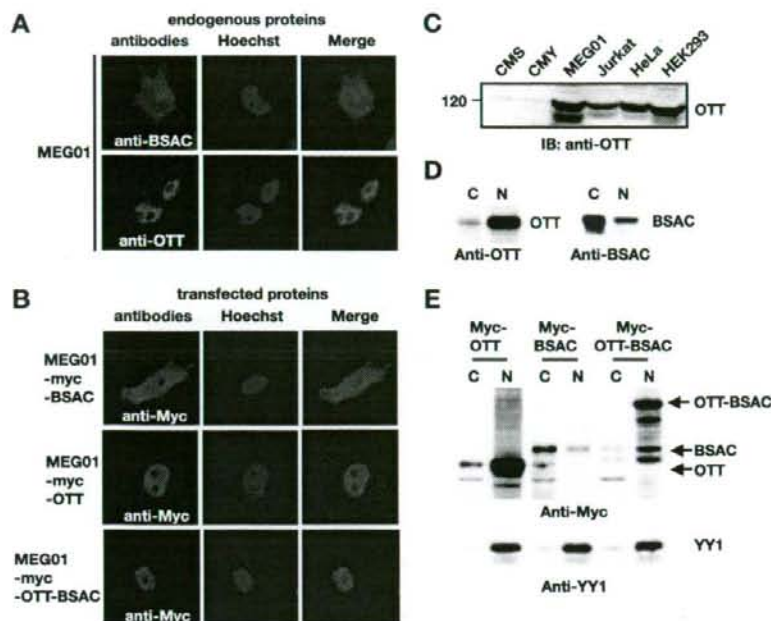 A
endogenous proteins
antibodies Hoechst Merge
MEG01
anti-BSAC
anti-OTT
B
transfected proteins
antibodies Hoechst Merge
MEG01
-myc
-BSAC
anti-Myc
MEG01
-myc
-OTT
anti-Myc
MEG01
-myc
-OTT-BSAC
anti-Myc
C
CMS CMY MEG01 Jurkat HeLa HEK293
120
OTT
IB: anti-OTT
D
C N C N
OTT BSAC
Anti-OTT Anti-BSAC
E
Myc- Myc- Myc-
OTT BSAC OTT-BSAC
C N C N C N
OTT-BSAC
BSAC
OTT
Anti-Myc
YY1
Anti-YY1